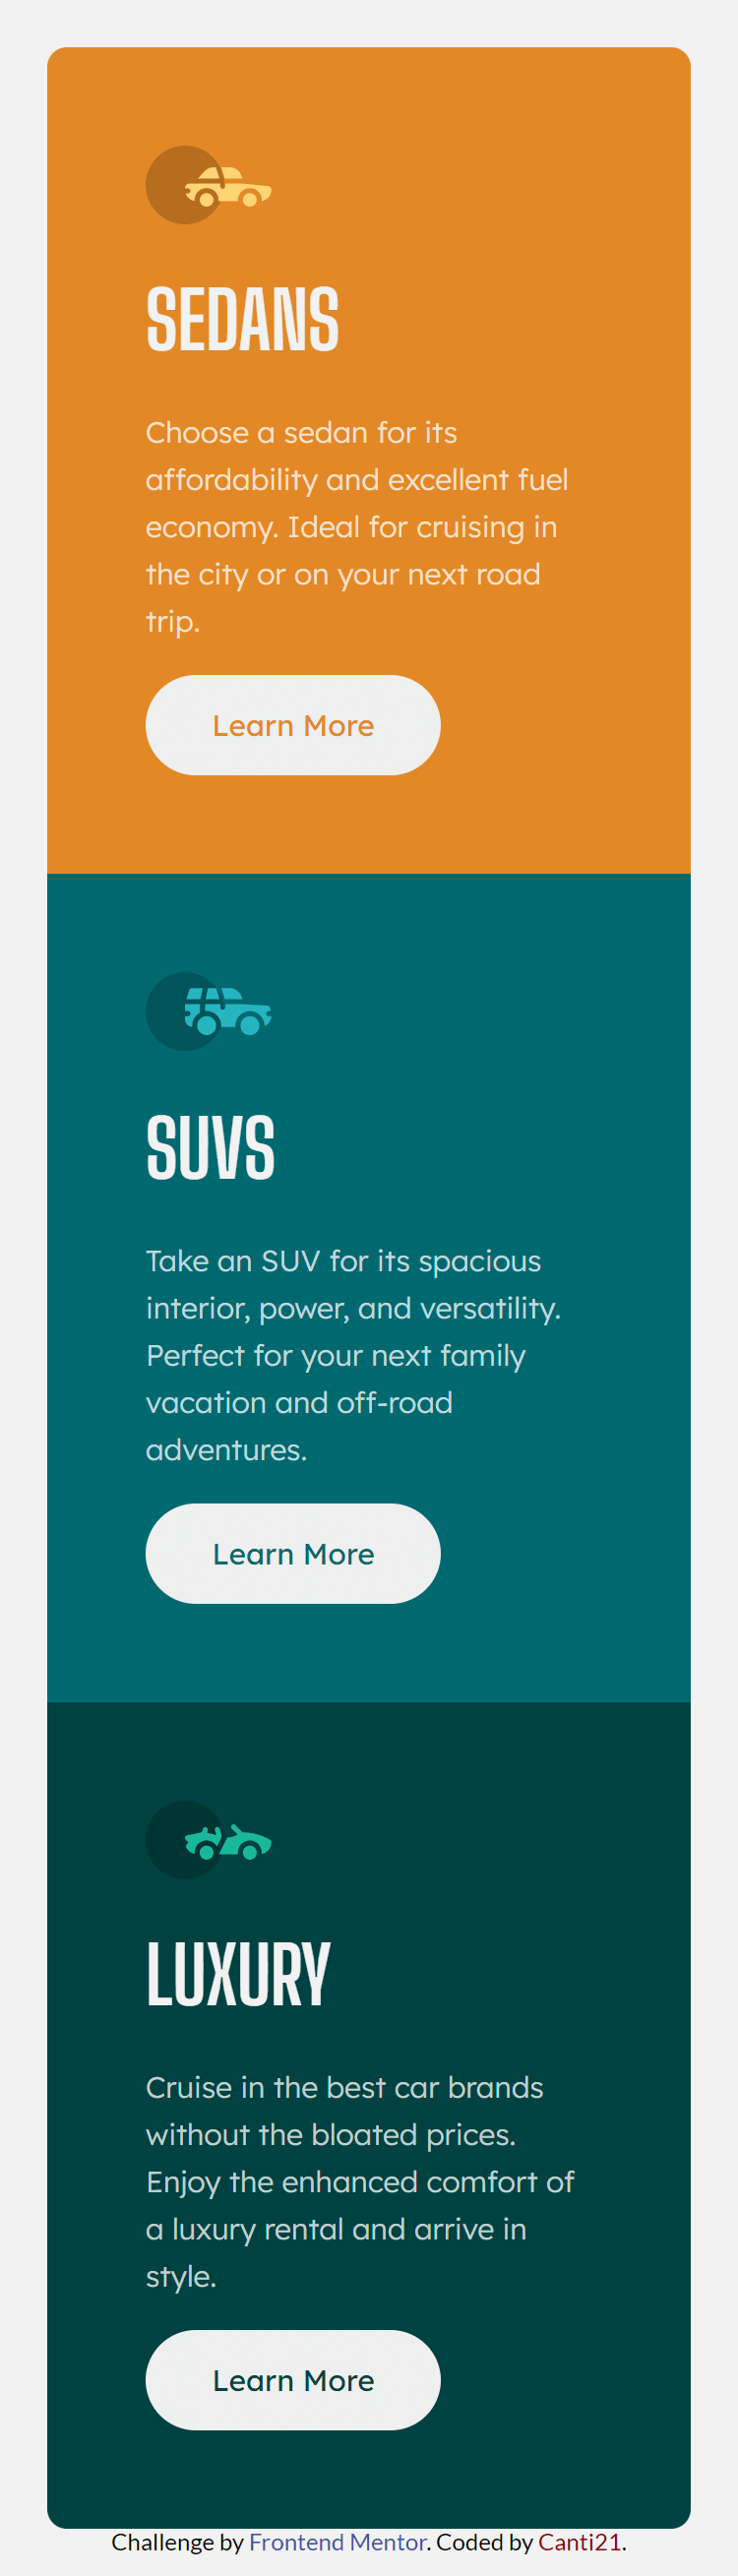 SEDANS
Choose a sedan for its
affordability and excellent fuel
economy. Ideal for cruising in
the city or on your next road
trip.
Learn More
SUVS
Take an SUV for its spacious
interior, power, and versatility.
Perfect for your next family
vacation and off-road
adventures.
Learn More
LUXURY
Cruise in the best car brands
without the bloated prices.
Enjoy the enhanced comfort of
a luxury rental and arrive in
style.
Learn More
Challenge by Frontend Mentor. Coded by Canti21.